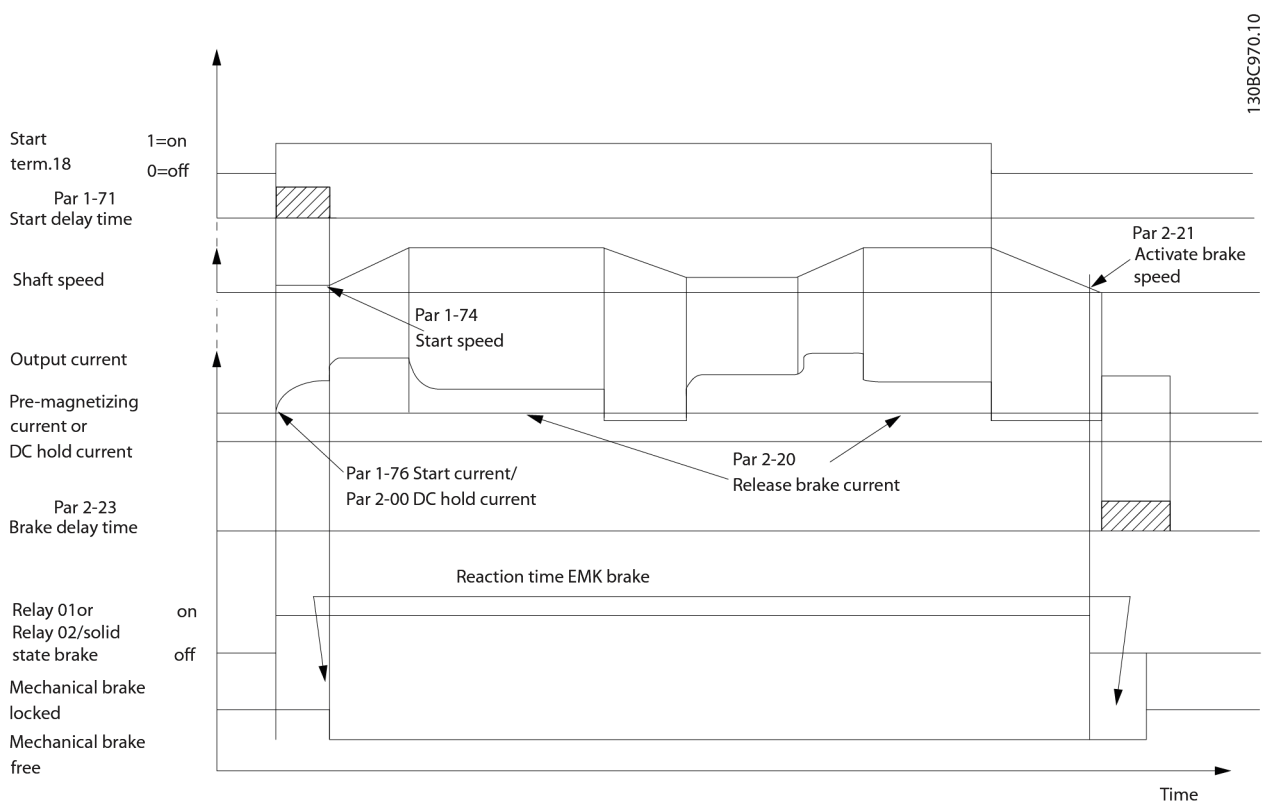 130BC970.10
Start 1=on
term.18 0=off
Par 1-71
Start delay time
Par 2-21
Activate brake
speed
Shaft speed
Par 1-74
Start speed
Output current
Pre-magnetizing
current or
DC hold current
Par 1-76 Start current/
Par 2-00 DC hold current
Par 2-20
Release brake current
Par 2-23
Brake delay time
Reaction time EMK brake
Relay 01or on
Relay 02/solid
state brake off
Mechanical brake
locked
Mechanical brake
free
Time